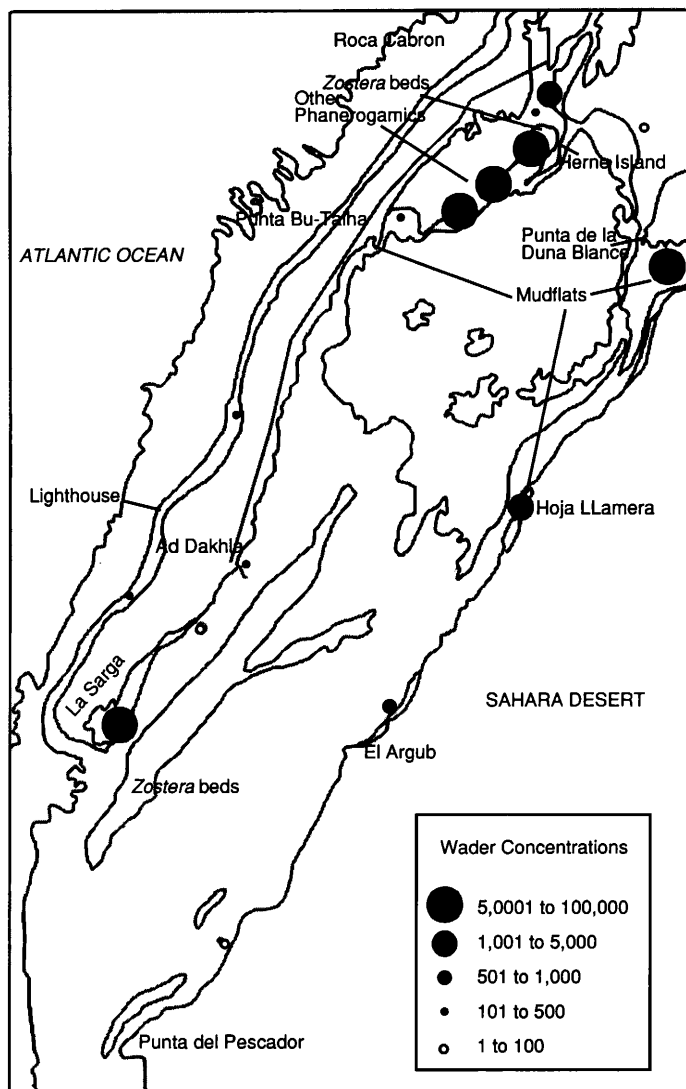 Roca Cabron
Zostera beds
Other
Phanerogamics
Herne Island
Punta Bu-Talha
ATLANTIC OCEAN
Punta de la
Duna Blance
Mudflats
Lighthouse
Hoja LLamera
Ad Dakhla
La Sarga
SAHARA DESERT
El Argub
Zostera beds
Wader Concentrations
5,0001 to 100,000
1,001 to 5,000
501 to 1,000
101 to 500
1 to 100
Punta del Pescador